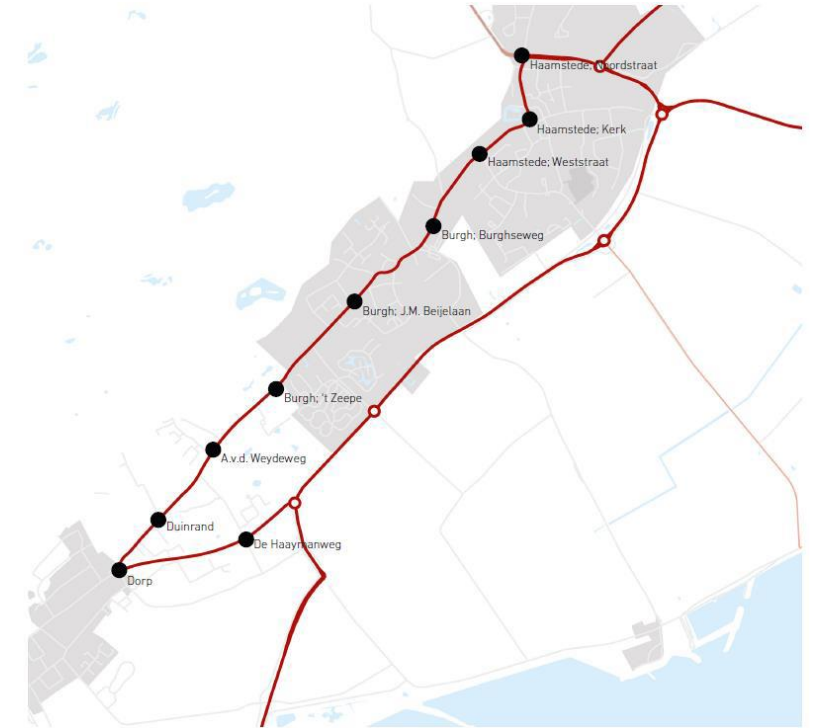 Haamstede; Noordstraat
Haamstede; Kerk
Haamstede; Weststraat
Burgh; Burghseweg
Burgh; J.M. Beijelaan
Burgh; 't Zeepe
A.v.d. Weydeweg
Duinrand
De Haaymanweg
Dorp